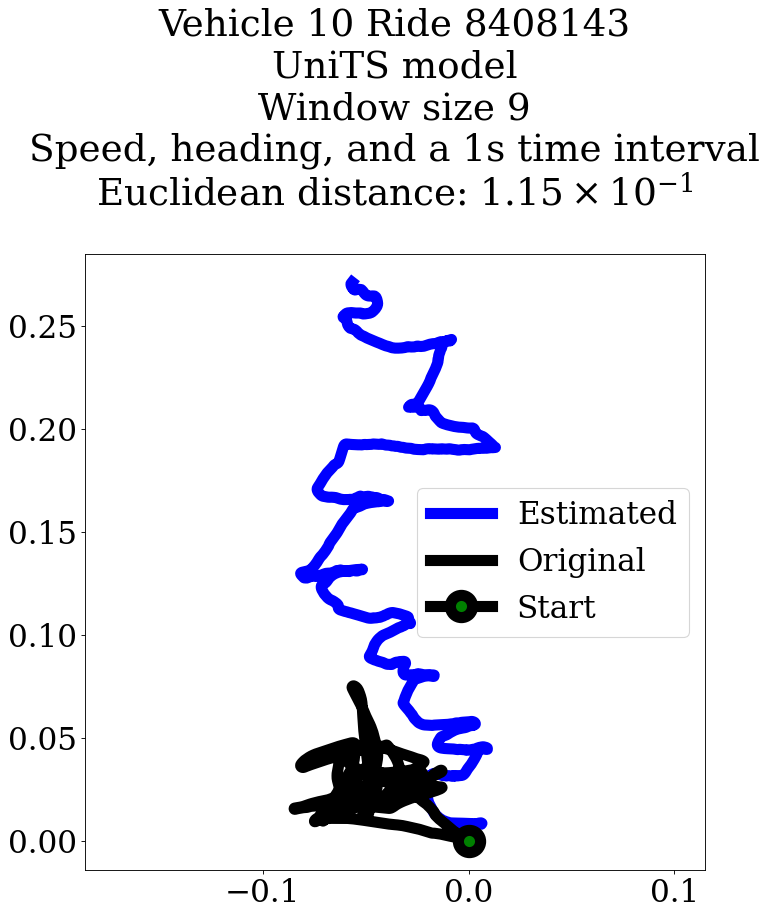 Vehicle 10 Ride 8408143
UniTS model
Window size 9
Speed, heading, and a 1s time interval
Euclidean distance: 1.15 × 10⁻¹
0.25
0.20
0.15
0.10
0.05
0.00
Estimated
Original
Start
−0.1
0.0
0.1